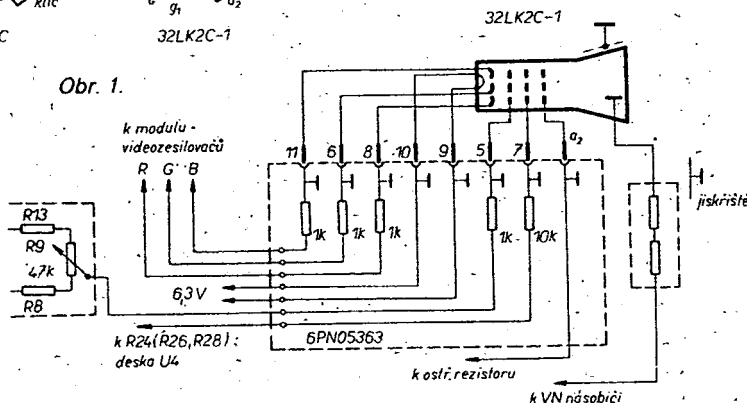 klíč
g₁
a₂
C
32LK2C-1
32LK2C-1
Obr. 1.
k modulu -
videozesilovačů
R G B
11 6 8 10 9 5 7 a₂
R13
R9
47k
R8
1k 1k 1k 1k 10k
6,3 V
jiskřiště
k R24(R26,R28) :
deska U4
6PN05363
k ostř. rezistoru
k VN násobiči